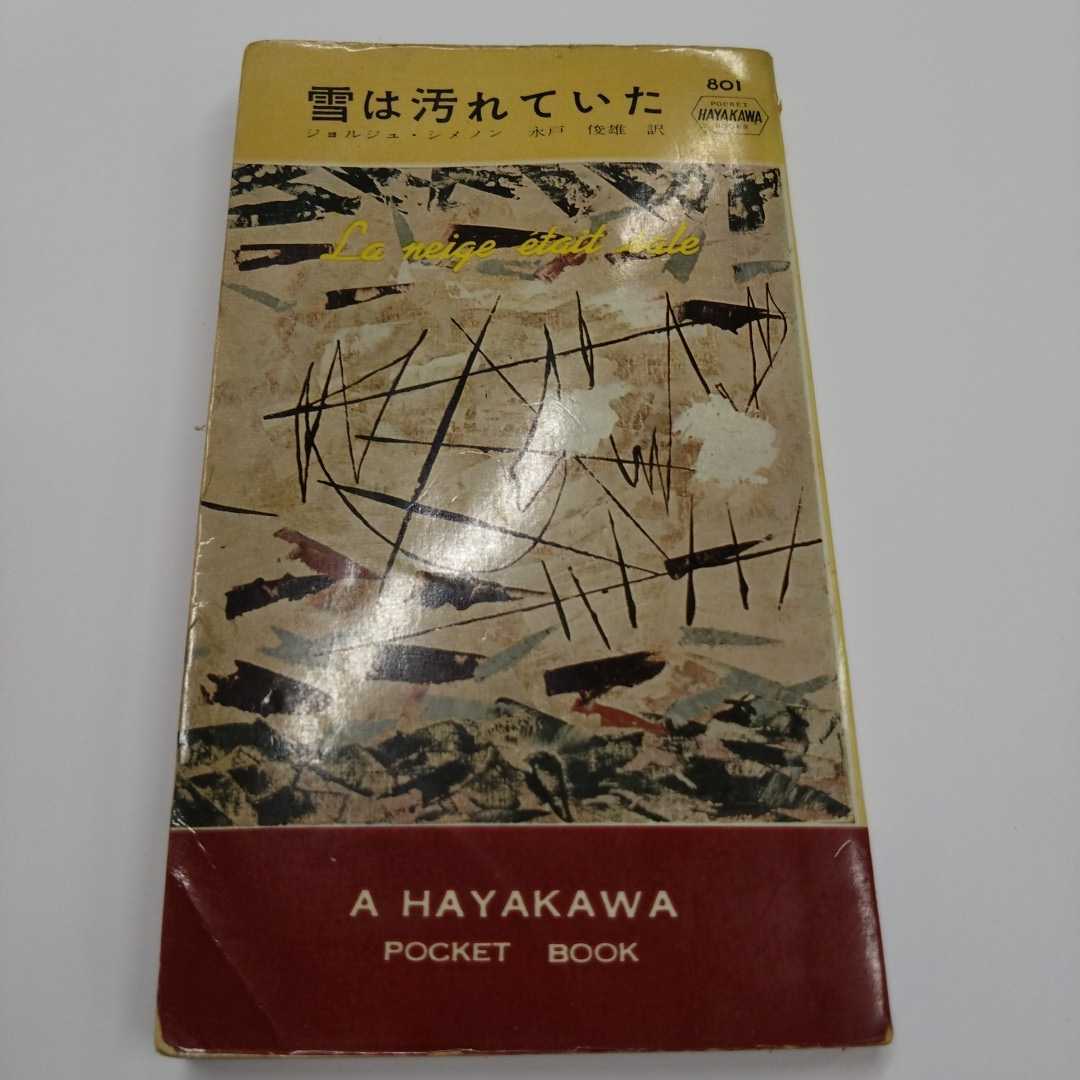 雪は汚れていた
ジョルジュ・シメノン 永戸 俊雄 訳
801
POCKET
HAYAKAWA
BOOKS
La neige était sale
A HAYAKAWA
POCKET BOOK